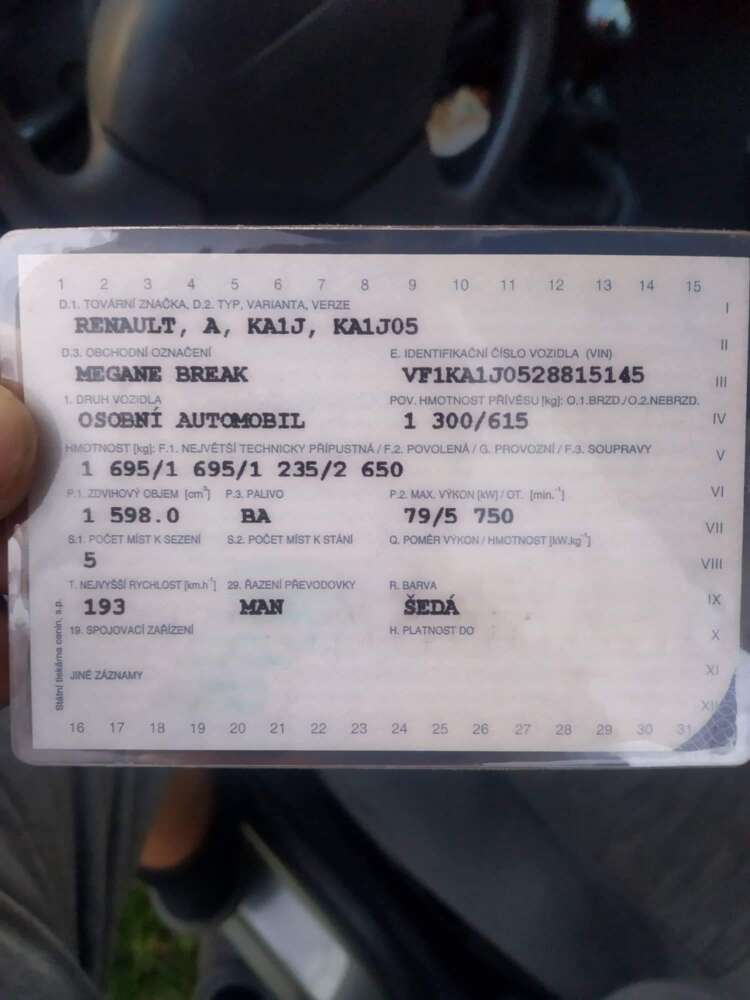 1 2 3 4 5 6 7 8 9 10 11 12 13 14 15
D.1. TOVÁRNÍ ZNAČKA, D.2. TYP, VARIANTA, VERZE
I
RENAULT, A, KA1J, KA1J05
II
D.3. OBCHODNÍ OZNAČENÍ E. IDENTIFIKAČNÍ ČÍSLO VOZIDLA (VIN)
MEGANE BREAK VF1KA1J0528815145
III
1. DRUH VOZIDLA POV. HMOTNOST PŘÍVĚSU [kg]: O.1.BRZD./O.2.NEBRZD.
OSOBNÍ AUTOMOBIL 1 300/615
IV
HMOTNOST [kg]: F.1. NEJVĚTŠÍ TECHNICKY PŘÍPUSTNÁ / F.2. POVOLENÁ / G. PROVOZNÍ / F.3. SOUPRAVY
V
1 695/1 695/1 235/2 650
P.1. ZDVIHOVÝ OBJEM [cm³] P.3. PALIVO P.2. MAX. VÝKON [kW] / OT. [min.⁻¹]
VI
1 598.0 BA 79/5 750
VII
S.1. POČET MÍST K SEZENÍ S.2. POČET MÍST K STÁNÍ Q. POMĚR VÝKON / HMOTNOST [kW.kg⁻¹]
5
VIII
T. NEJVYŠŠÍ RYCHLOST [km.h⁻¹] 29. ŘAZENÍ PŘEVODOVKY R. BARVA
193 MAN ŠEDÁ
IX
19. SPOJOVACÍ ZAŘÍZENÍ H. PLATNOST DO
X
JINÉ ZÁZNAMY
XI
XII
16 17 18 19 20 21 22 23 24 25 26 27 28 29 30 31
Státní tiskárna cenin, s.p.